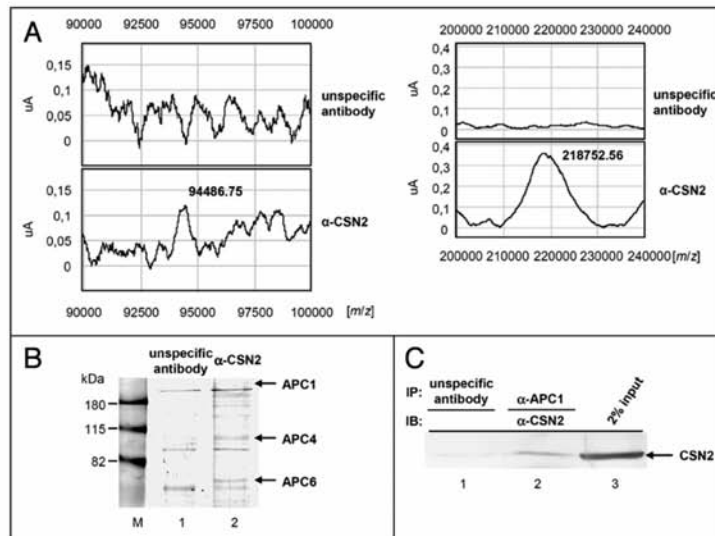 A
90000 92500 95000 97500 100000
0,15
0,1
0,05
0
uA
unspecific
antibody
94486.75
0,15
0,1
0,05
0
uA
α-CSN2
90000 92500 95000 97500 100000 [m/z]
200000 210000 220000 230000 240000
0,4
0,3
0,2
0,1
0
uA
unspecific
antibody
218752.56
0,4
0,3
0,2
0,1
0
uA
α-CSN2
200000 210000 220000 230000 240000 [m/z]
B
unspecific
antibody
α-CSN2
kDa
180
115
82
APC1
APC4
APC6
M 1 2
C
IP: unspecific antibody α-APC1 2% input
IB: α-CSN2
CSN2
1 2 3